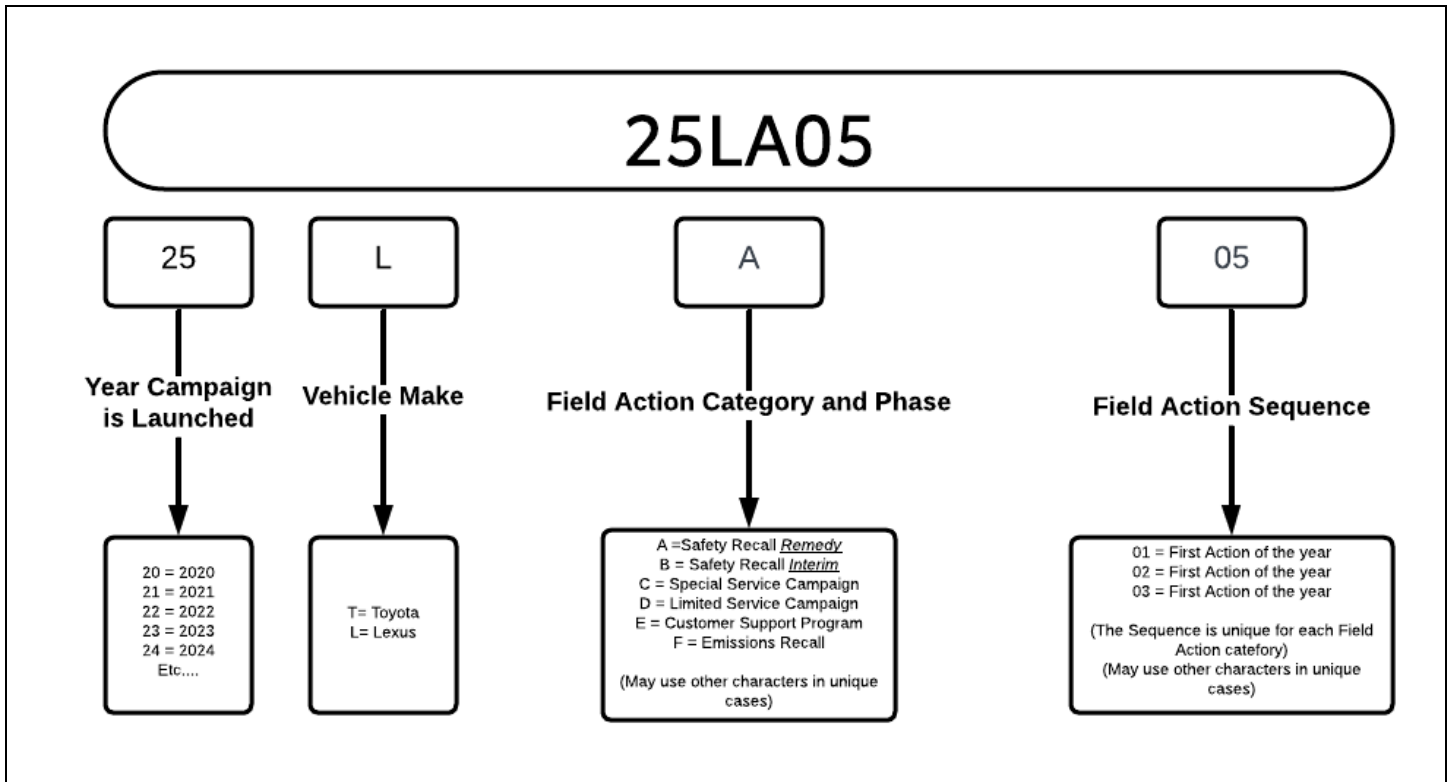 25LA05
25
L
A
05
Year Campaign
is Launched
Vehicle Make
Field Action Category and Phase
Field Action Sequence
20 = 2020
21 = 2021
22 = 2022
23 = 2023
24 = 2024
Etc....
T= Toyota
L= Lexus
A =Safety Recall Remedy
B = Safety Recall Interim
C = Special Service Campaign
D = Limited Service Campaign
E = Customer Support Program
F = Emissions Recall
(May use other characters in unique
cases)
01 = First Action of the year
02 = First Action of the year
03 = First Action of the year
(The Sequence is unique for each Field
Action catefory)
(May use other characters in unique
cases)